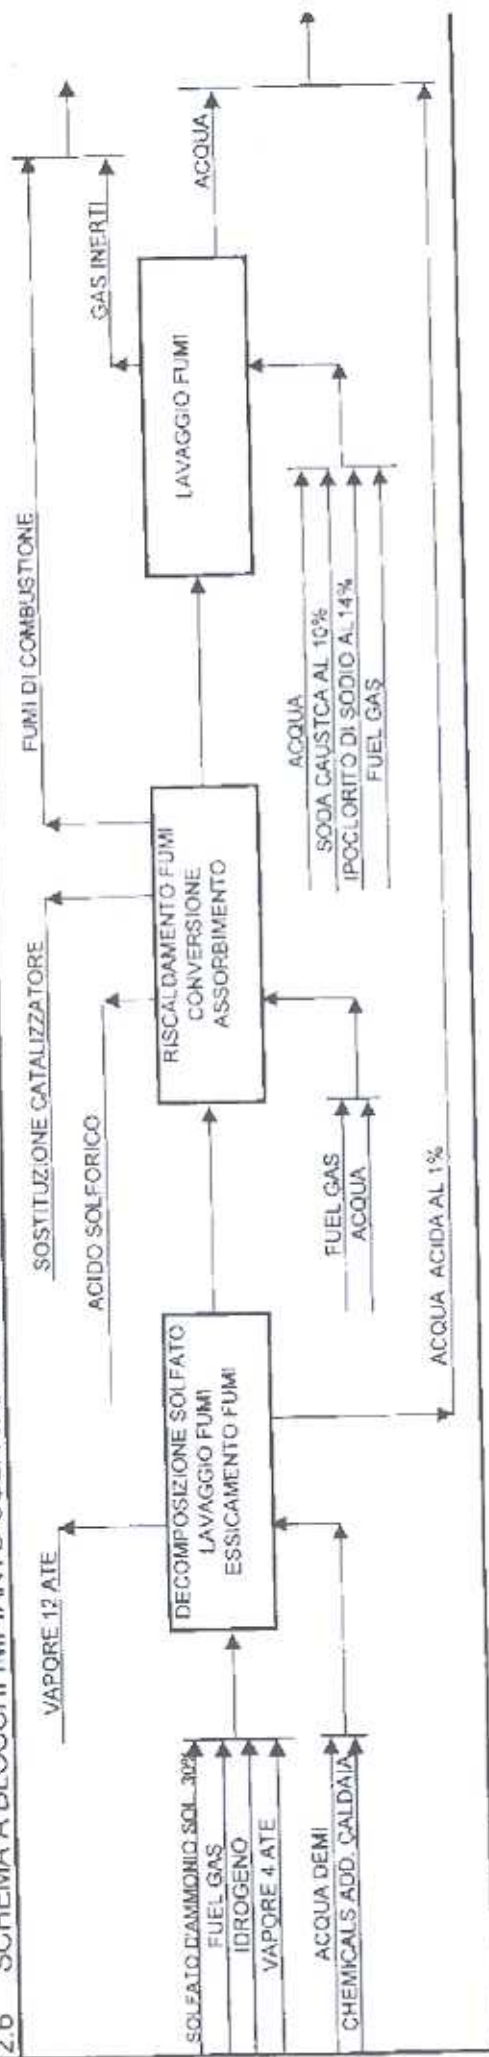 2.6 SCHEMA A BLOCCHI
VAPORE 12 ATE
SOSTITUZIONE CATALIZZATORE
FUMI DI COMBUSTIONE
ACIDO SOLFORICO
GAS INERTI
ACQUA
SOLFATO D'AMMONIO SOL. 30%
FUEL GAS
IDROGENO
VAPORE 4 ATE
DECOMPOSIZIONE SOLFATO
LAVAGGIO FUMI
ESSICAMENTO FUMI
RISCALDAMENTO FUMI
CONVERSIONE
ASSORBIMENTO
LAVAGGIO FUMI
ACQUA DEMI
CHEMICALS ADD. CALDAIA
FUEL GAS
ACQUA
ACQUA
SODA CAUSTCA AL 10%
IPOCLORITO DI SODIO AL 14%
FUEL GAS
ACQUA ACIDA AL 1%